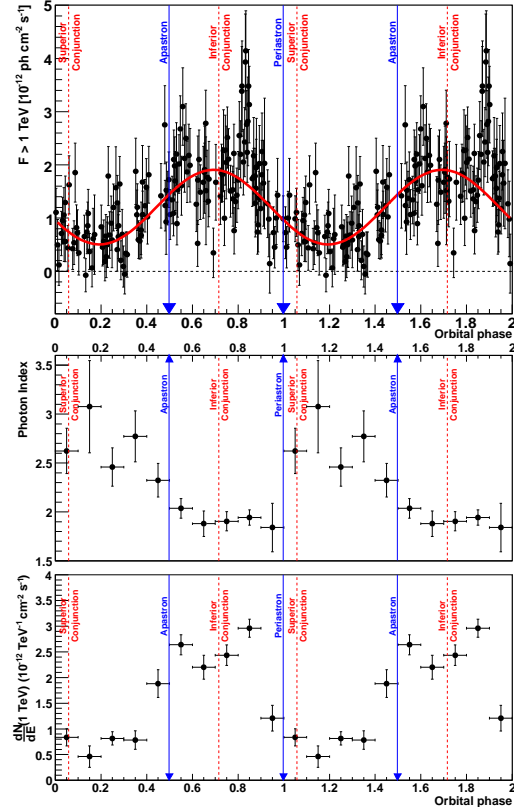 F > 1 TeV [10-12 ph cm-2 s-1]
5
4
3
2
1
0
Superior
Conjunction
Apastron
Inferior
Conjunction
Periastron
Superior
Conjunction
Apastron
Inferior
Conjunction
0 0.2 0.4 0.6 0.8 1 1.2 1.4 1.6 1.8 2
Orbital phase
Photon Index
0 0.2 0.4 0.6 0.8 1 1.2 1.4 1.6 1.8 2
3.5
3
2.5
2
1.5
Superior
Conjunction
Apastron
Inferior
Conjunction
Periastron
Superior
Conjunction
Apastron
Inferior
Conjunction
dN/dE (1 TeV) (10-12 TeV-1 cm-2 s-1)
4
3.5
3
2.5
2
1.5
1
0.5
0
Superior
Conjunction
Apastron
Inferior
Conjunction
Periastron
Superior
Conjunction
Apastron
Inferior
Conjunction
0 0.2 0.4 0.6 0.8 1 1.2 1.4 1.6 1.8 2
Orbital phase